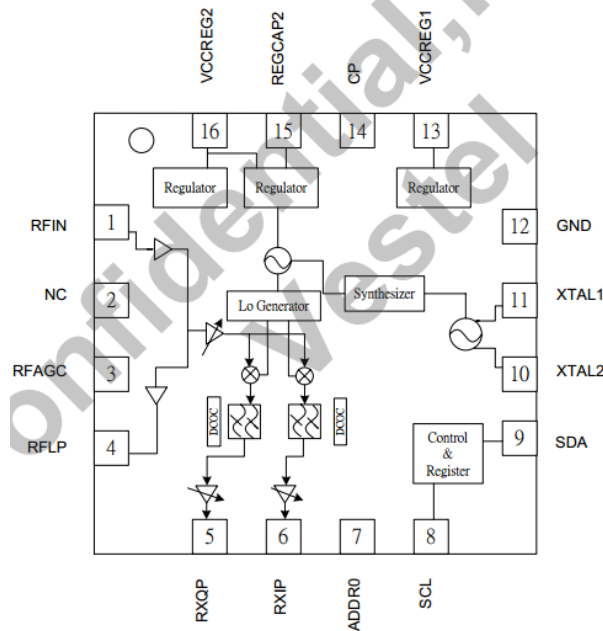 VCCREG2
REGCAP2
CP
VCCREG1
16
15
14
13
Regulator
Regulator
Regulator
RFIN
1
12
GND
NC
2
Lo Generator
Synthesizer
11
XTAL1
RFAGC
3
10
XTAL2
DCOC
DCOC
RFLP
4
Control
&
Register
9
SDA
5
6
7
8
RXQP
RXIP
ADDR0
SCL
onfidential,
Vestel